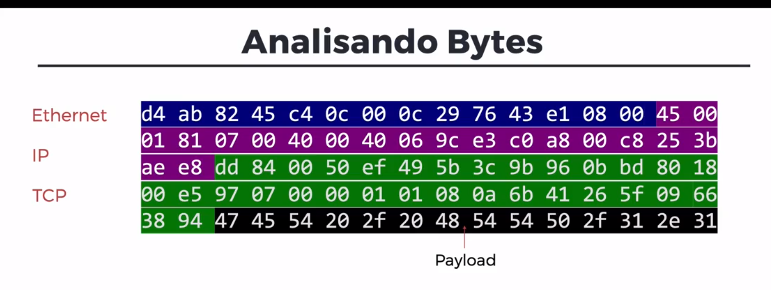 Analisando Bytes
Ethernet
d4 ab 82 45 c4 0c 00 0c 29 76 43 e1 08 00 45 00
01 81 07 00 40 00 40 06 9c e3 c0 a8 00 c8 25 3b
IP
ae e8 dd 84 00 50 ef 49 5b 3c 9b 96 0b bd 80 18
TCP
00 e5 97 07 00 00 01 01 08 0a 6b 41 26 5f 09 66
38 94 47 45 54 20 2f 20 48 54 54 50 2f 31 2e 31
Payload